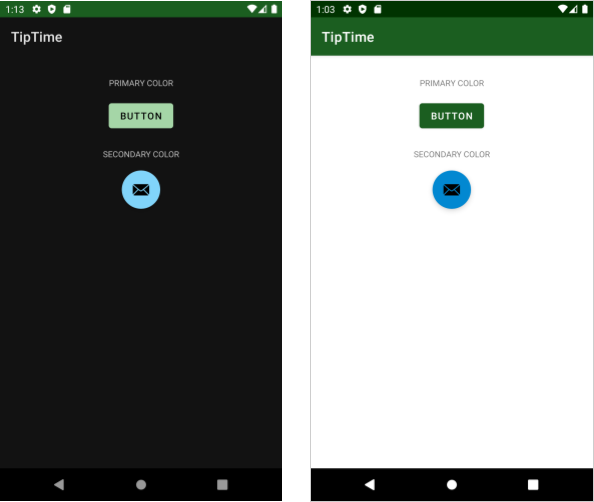 1:13
TipTime
PRIMARY COLOR
BUTTON
SECONDARY COLOR
1:03
TipTime
PRIMARY COLOR
BUTTON
SECONDARY COLOR